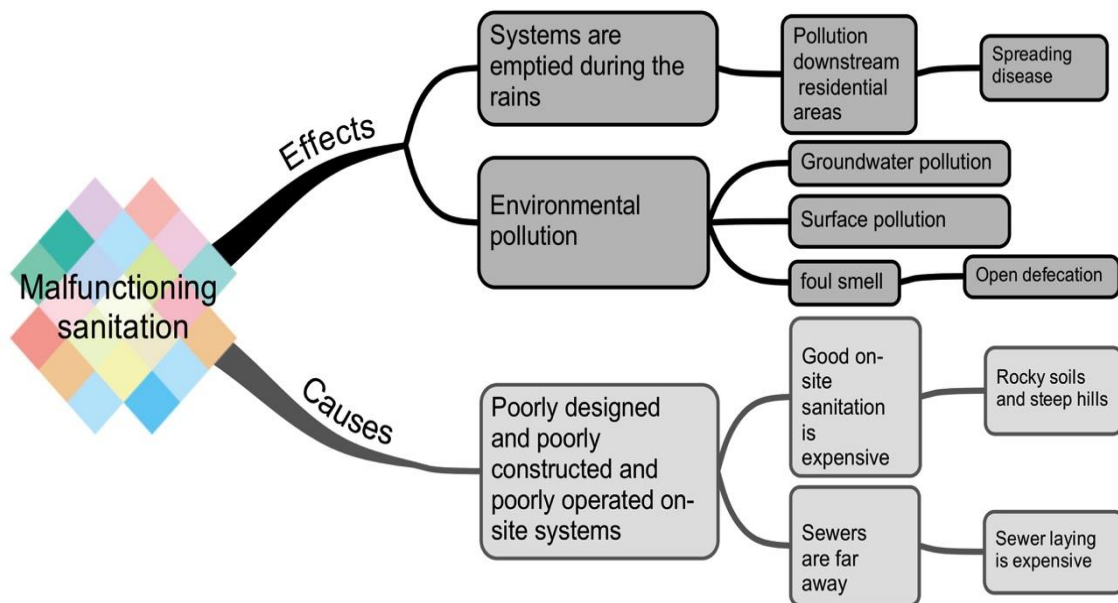 Malfunctioning
sanitation
Effects
Systems are
emptied during the
rains
Pollution
downstream
residential
areas
Spreading
disease
Environmental
pollution
Groundwater pollution
Surface pollution
foul smell
Open defecation
Causes
Poorly designed
and poorly
constructed and
poorly operated on-
site systems
Good on-
site
sanitation
is
expensive
Rocky soils
and steep hills
Sewers
are far
away
Sewer laying
is expensive